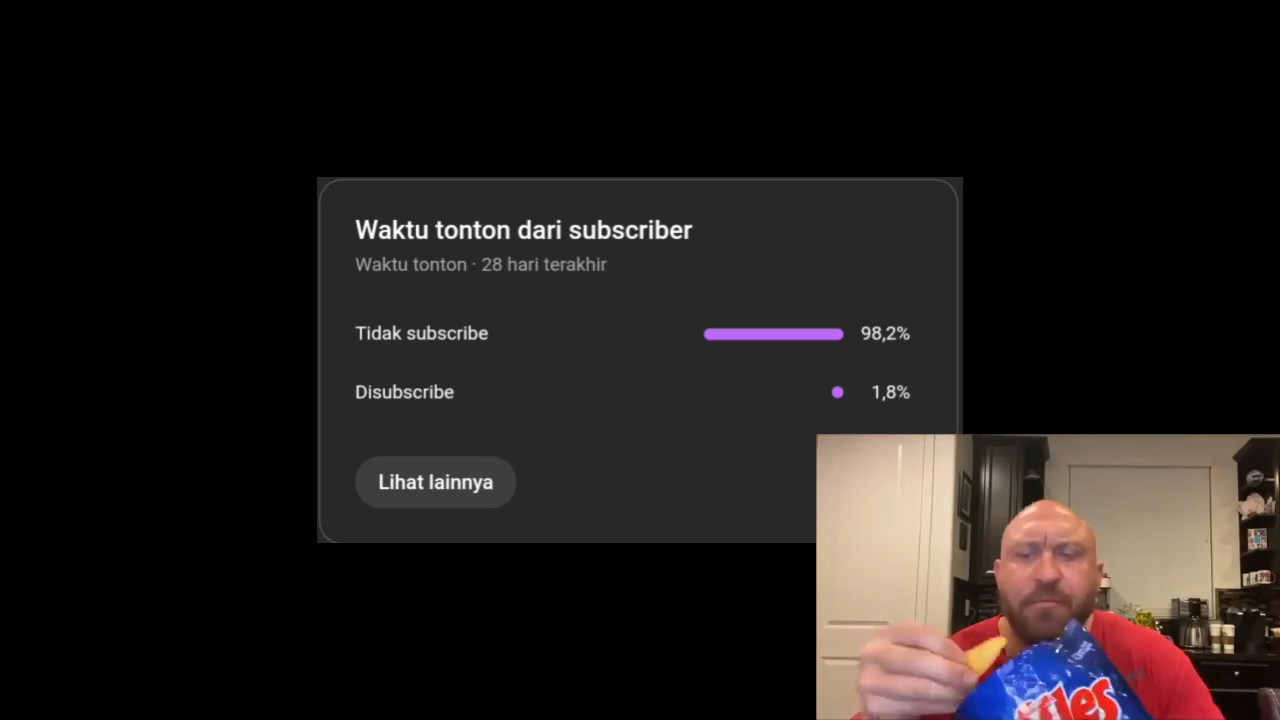 Waktu tonton dari subscriber
Waktu tonton · 28 hari terakhir
Tidak subscribe 98,2%
Disubscribe 1,8%
Lihat lainnya